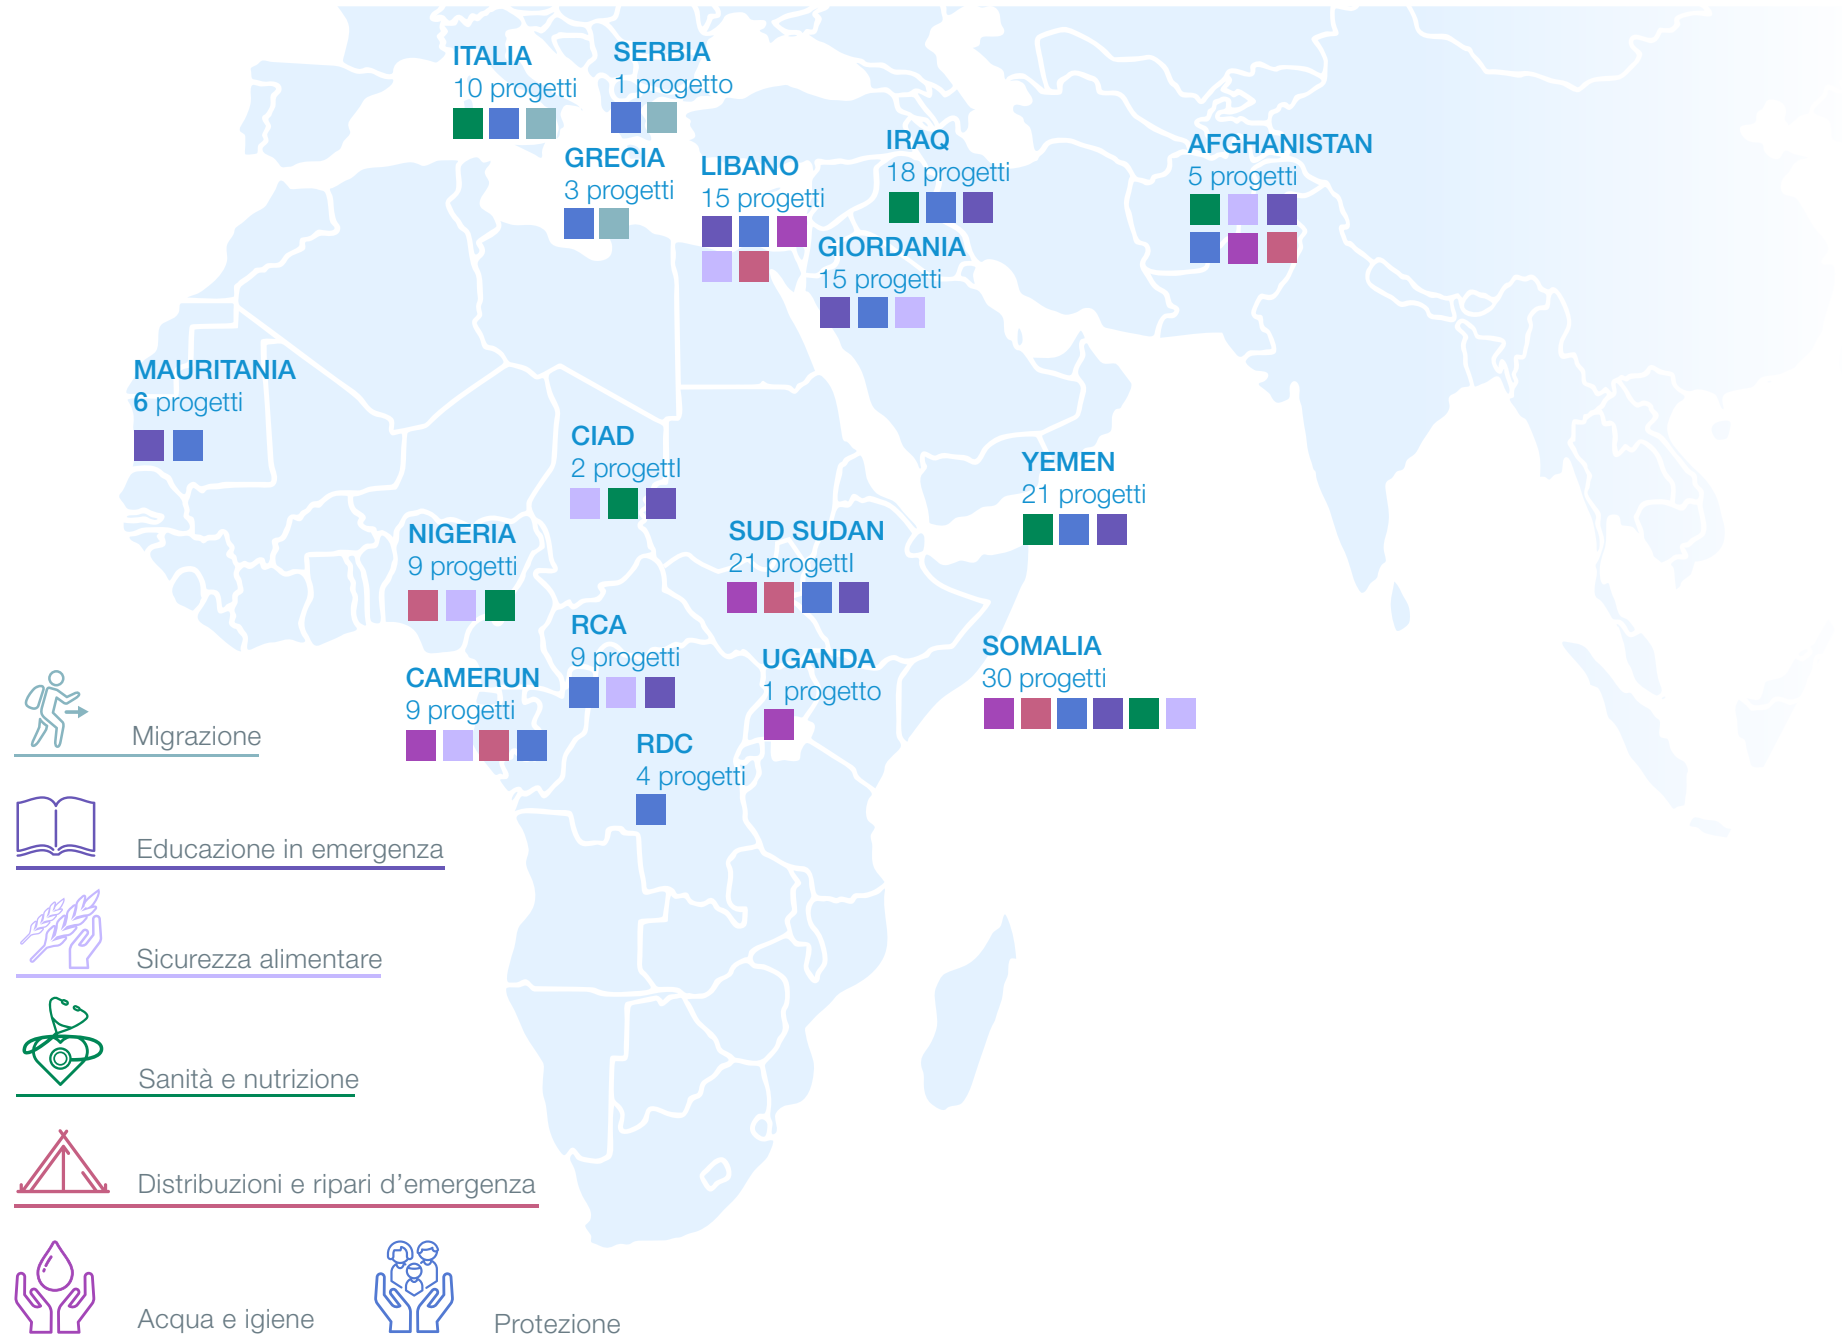 ITALIA
10 progetti
SERBIA
1 progetto
GRECIA
3 progetti
LIBANO
15 progetti
IRAQ
18 progetti
GIORDANIA
15 progetti
AFGHANISTAN
5 progetti
MAURITANIA
6 progetti
CIAD
2 progettI
NIGERIA
9 progetti
SUD SUDAN
21 progettI
YEMEN
21 progetti
RCA
9 progetti
CAMERUN
9 progetti
UGANDA
1 progetto
SOMALIA
30 progetti
RDC
4 progetti
Migrazione
Educazione in emergenza
Sicurezza alimentare
Sanità e nutrizione
Distribuzioni e ripari d’emergenza
Acqua e igiene
Protezione